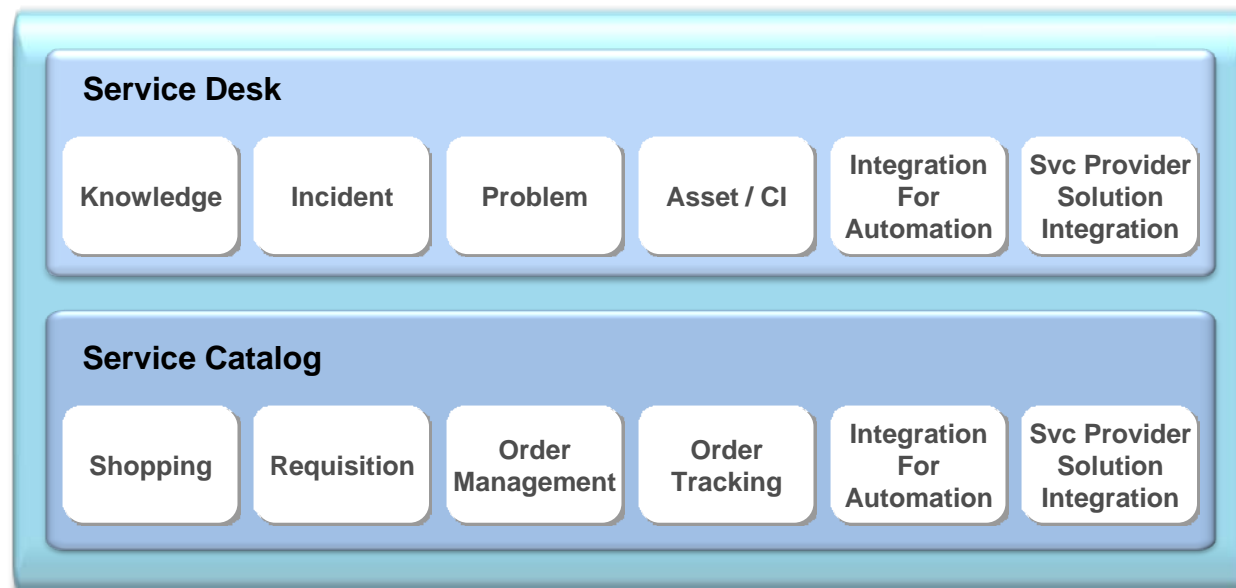 Service Desk
Knowledge
Incident
Problem
Asset / CI
Integration
For
Automation
Svc Provider
Solution
Integration
Service Catalog
Shopping
Requisition
Order
Management
Order
Tracking
Integration
For
Automation
Svc Provider
Solution
Integration